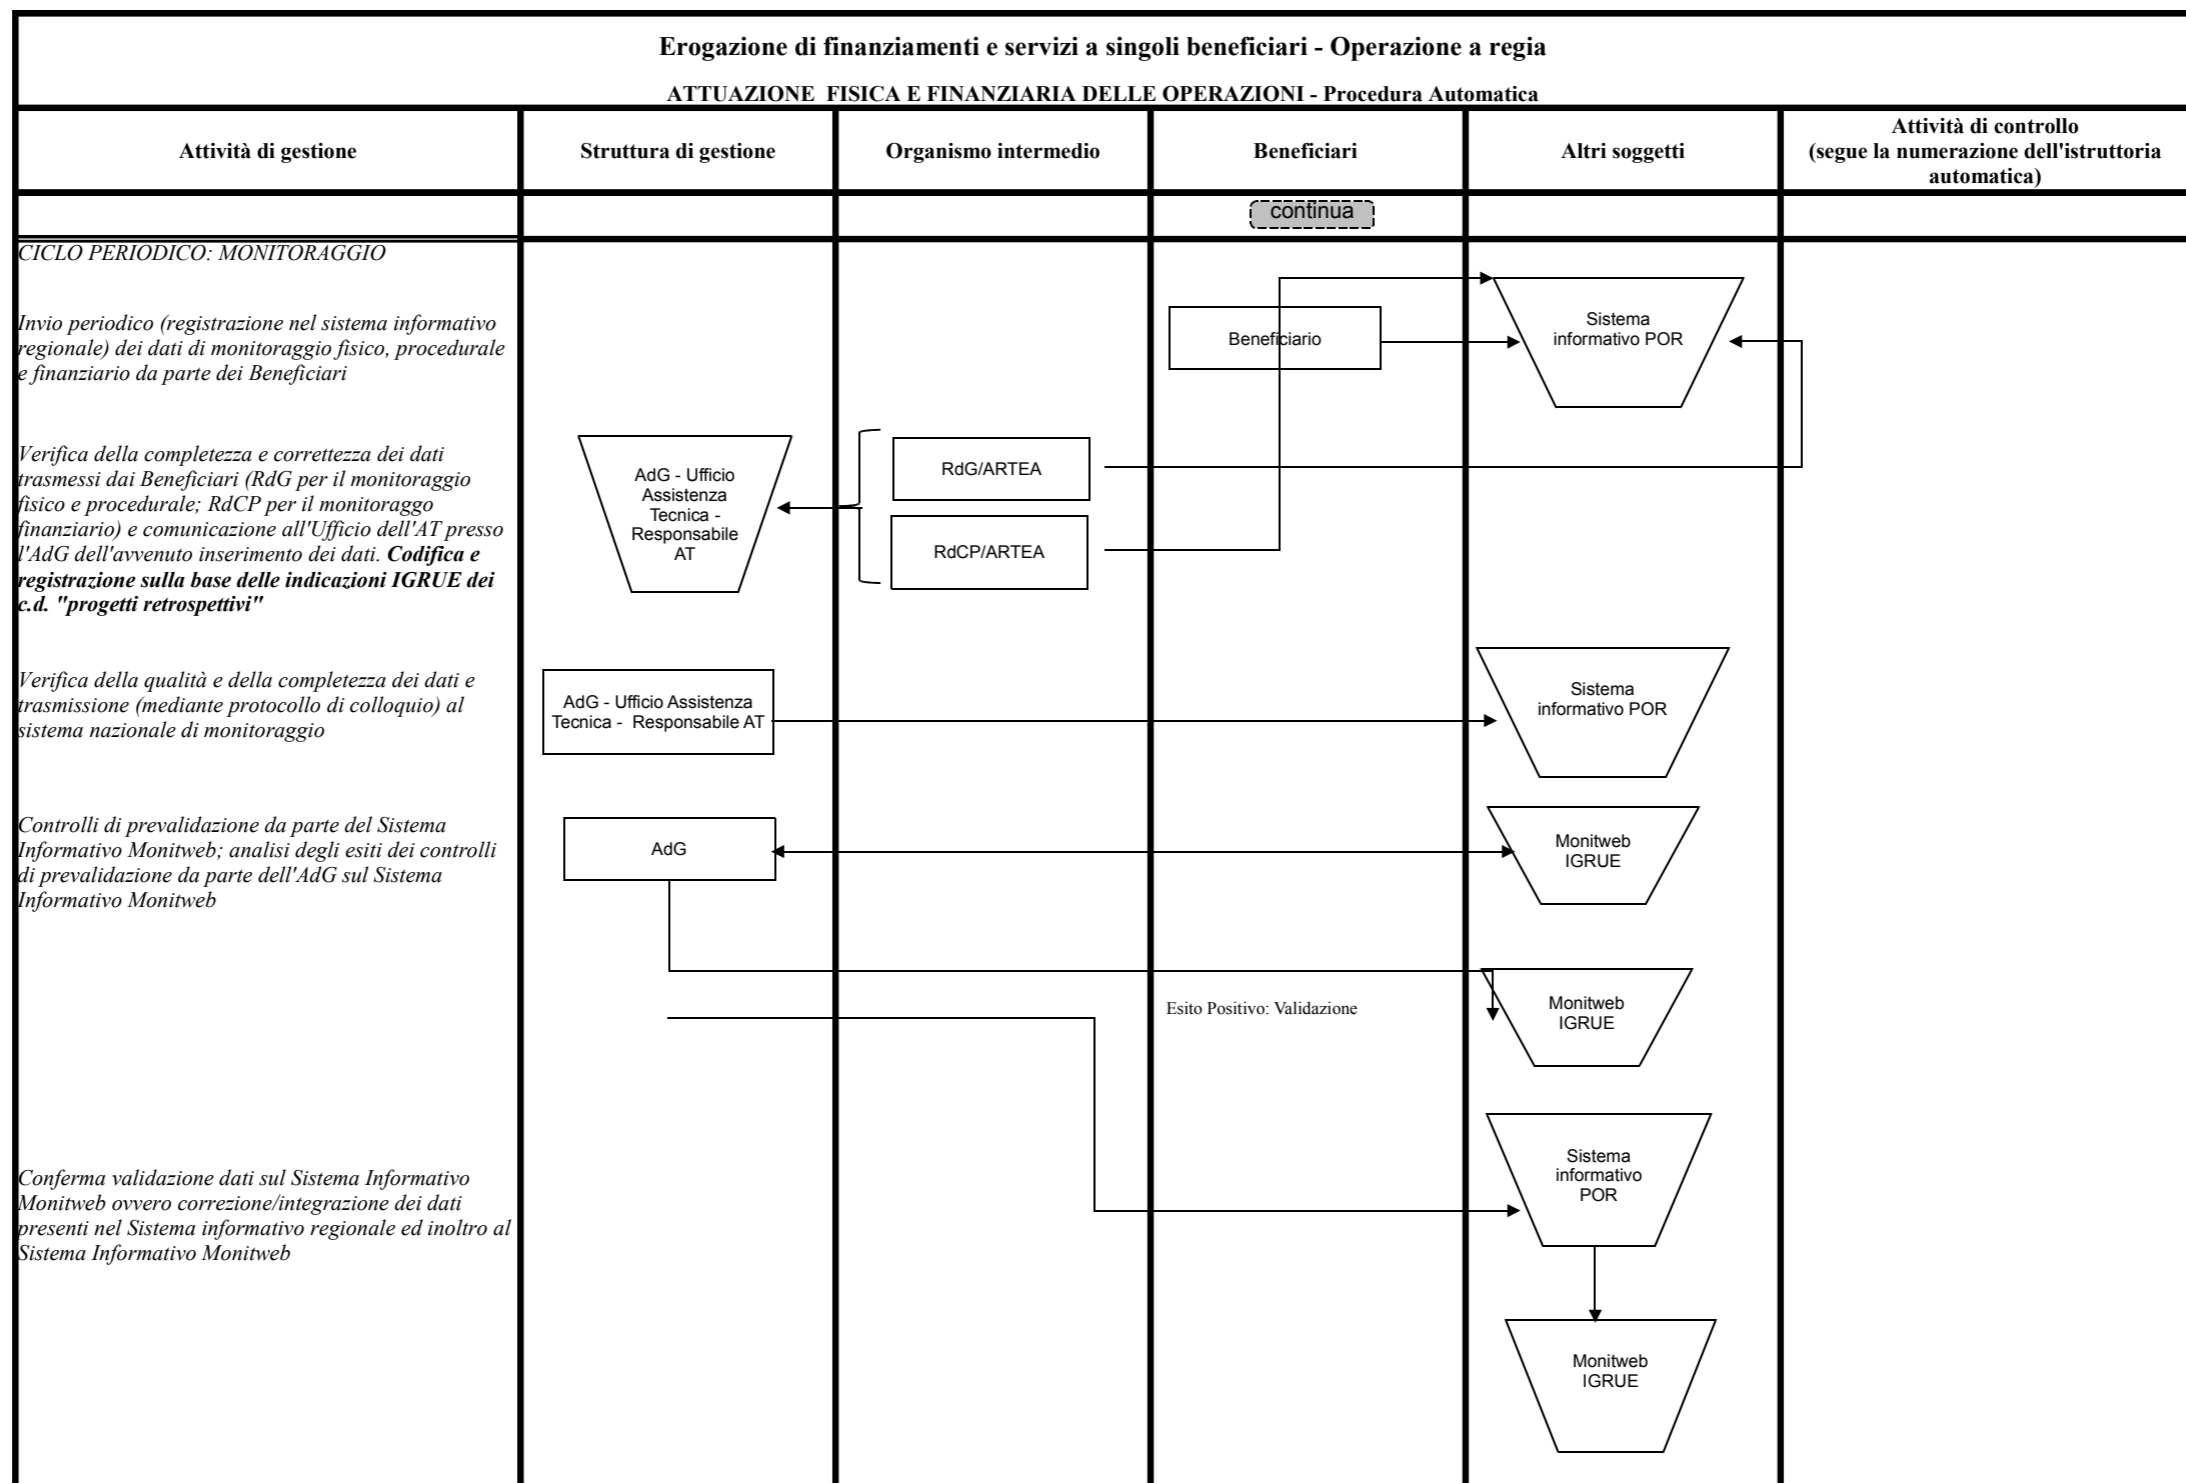 Erogazione di finanziamenti e servizi a singoli beneficiari - Operazione a regia
ATTUAZIONE FISICA E FINANZIARIA DELLE OPERAZIONI - Procedura Automatica
Attività di gestione
Struttura di gestione
Organismo intermedio
Beneficiari
Altri soggetti
Attività di controllo
(segue la numerazione dell'istruttoria
automatica)
continua
CICLO PERIODICO: MONITORAGGIO
Invio periodico (registrazione nel sistema informativo
regionale) dei dati di monitoraggio fisico, procedurale
e finanziario da parte dei Beneficiari
Beneficiario
Sistema
informativo POR
Verifica della completezza e correttezza dei dati
trasmessi dai Beneficiari (RdG per il monitoraggio
fisico e procedurale; RdCP per il monitoraggo
finanziario) e comunicazione all'Ufficio dell'AT presso
l'AdG dell'avvenuto inserimento dei dati. Codifica e
registrazione sulla base delle indicazioni IGRUE dei
c.d. "progetti retrospettivi"
AdG - Ufficio
Assistenza
Tecnica -
Responsabile
AT
RdG/ARTEA
RdCP/ARTEA
Verifica della qualità e della completezza dei dati e
trasmissione (mediante protocollo di colloquio) al
sistema nazionale di monitoraggio
AdG - Ufficio Assistenza
Tecnica - Responsabile AT
Sistema
informativo POR
Controlli di prevalidazione da parte del Sistema
Informativo Monitweb; analisi degli esiti dei controlli
di prevalidazione da parte dell'AdG sul Sistema
Informativo Monitweb
AdG
Monitweb
IGRUE
Esito Positivo: Validazione
Monitweb
IGRUE
Conferma validazione dati sul Sistema Informativo
Monitweb ovvero correzione/integrazione dei dati
presenti nel Sistema informativo regionale ed inoltro al
Sistema Informativo Monitweb
Sistema
informativo
POR
Monitweb
IGRUE